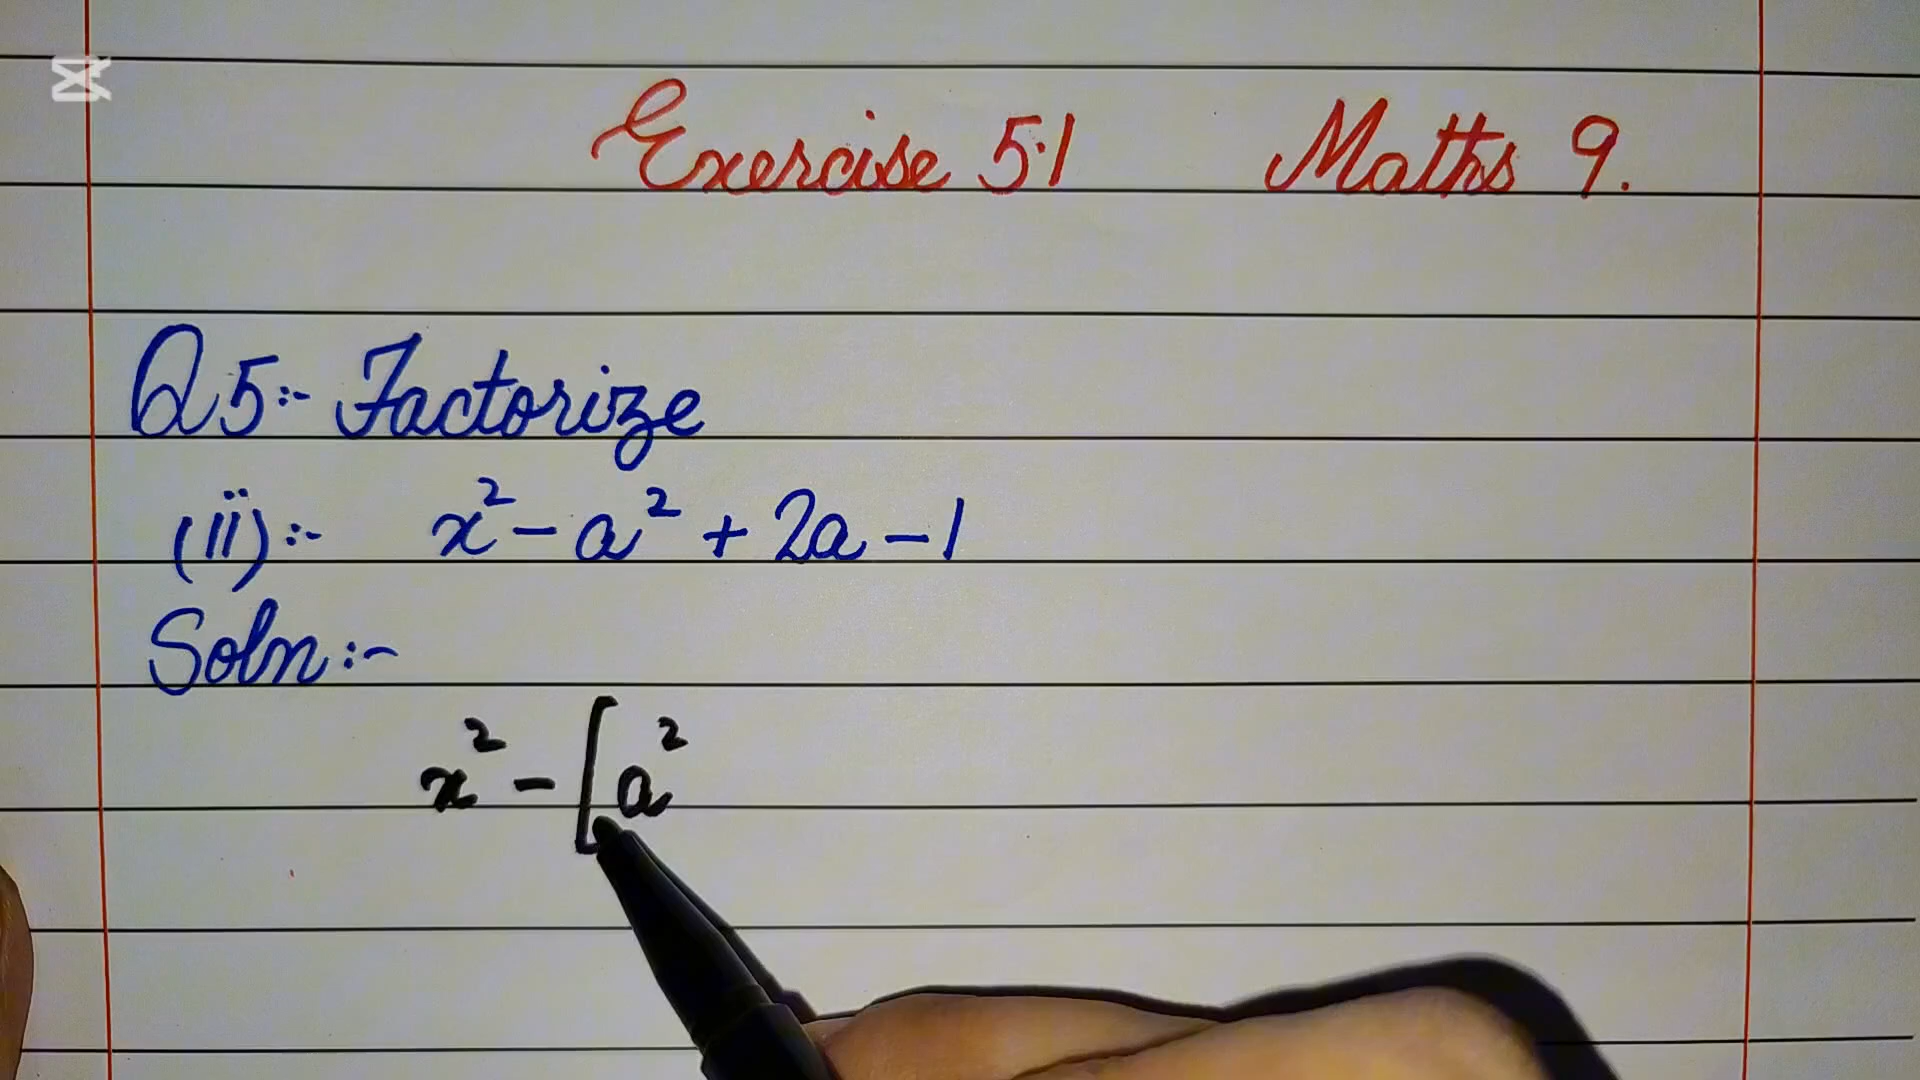 Exercise 5.1 Maths 9.
Q5:- Factorize
(ii):- x² - a² + 2a - 1
Soln:-
x² - [a²